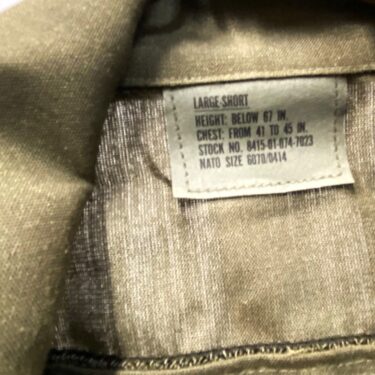 LARGE-SHORT
HEIGHT: BELOW 67 IN.
CHEST: FROM 41 TO 45 IN.
STOCK NO. 8415-01-074-7023
NATO SIZE 6070/0414